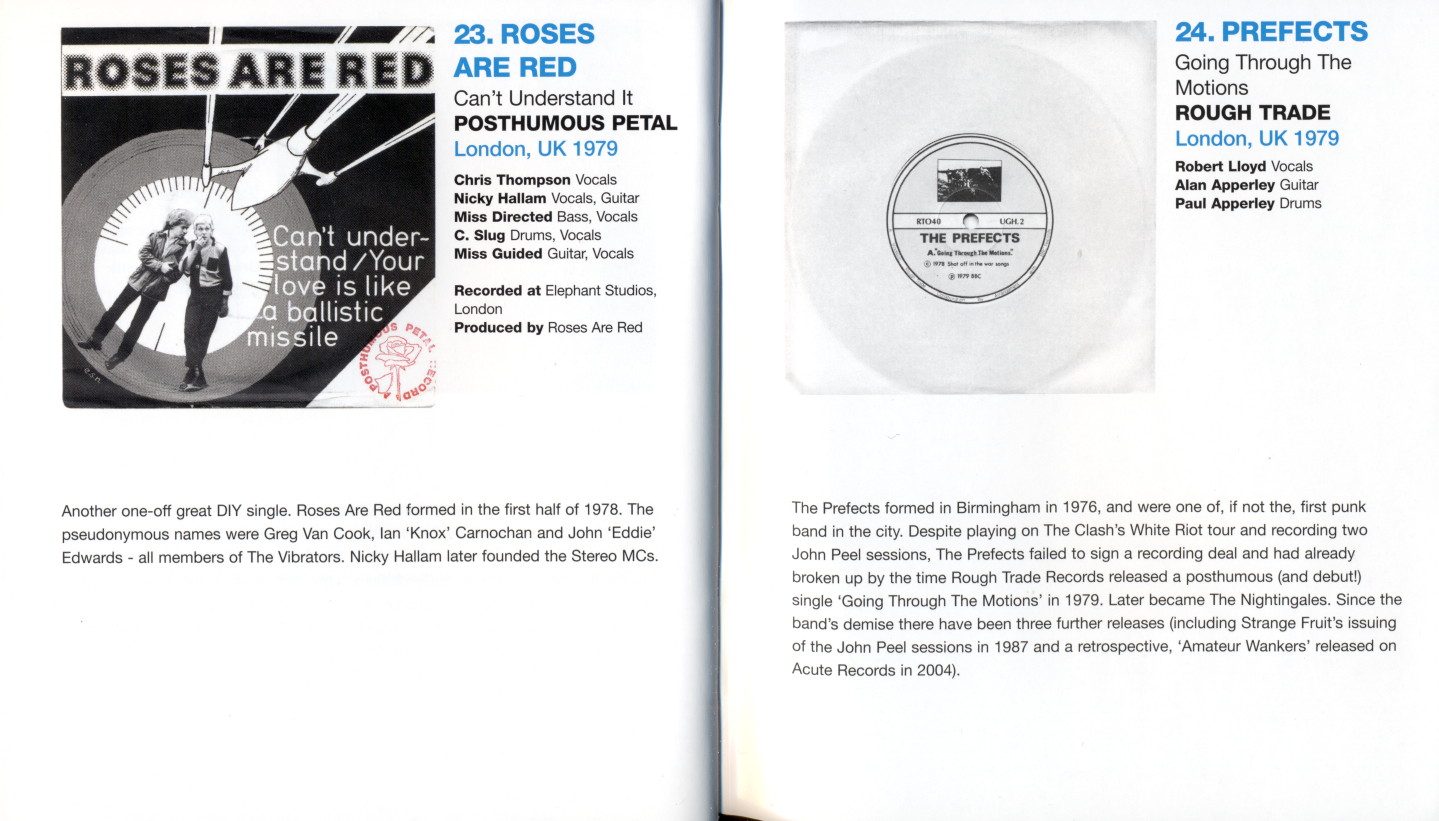 ROSES ARE RED
Can't under-
stand/Your
love is like
a ballistic
missile
e.s.n.
A POSTHUMOUS PETAL RECORD
23. ROSES
ARE RED
Can't Understand It
POSTHUMOUS PETAL
London, UK 1979
Chris Thompson Vocals
Nicky Hallam Vocals, Guitar
Miss Directed Bass, Vocals
C. Slug Drums, Vocals
Miss Guided Guitar, Vocals
Recorded at Elephant Studios,
London
Produced by Roses Are Red
Another one-off great DIY single. Roses Are Red formed in the first half of 1978. The
pseudonymous names were Greg Van Cook, Ian ‘Knox’ Carnochan and John ‘Eddie’
Edwards - all members of The Vibrators. Nicky Hallam later founded the Stereo MCs.
RTO40 UGH.2
THE PREFECTS
A."Going Through The Motions."
© 1978 Shot off in the war songs
℗ 1979 BBC
24. PREFECTS
Going Through The
Motions
ROUGH TRADE
London, UK 1979
Robert Lloyd Vocals
Alan Apperley Guitar
Paul Apperley Drums
The Prefects formed in Birmingham in 1976, and were one of, if not the, first punk
band in the city. Despite playing on The Clash’s White Riot tour and recording two
John Peel sessions, The Prefects failed to sign a recording deal and had already
broken up by the time Rough Trade Records released a posthumous (and debut!)
single ‘Going Through The Motions’ in 1979. Later became The Nightingales. Since the
band’s demise there have been three further releases (including Strange Fruit’s issuing
of the John Peel sessions in 1987 and a retrospective, ‘Amateur Wankers’ released on
Acute Records in 2004).